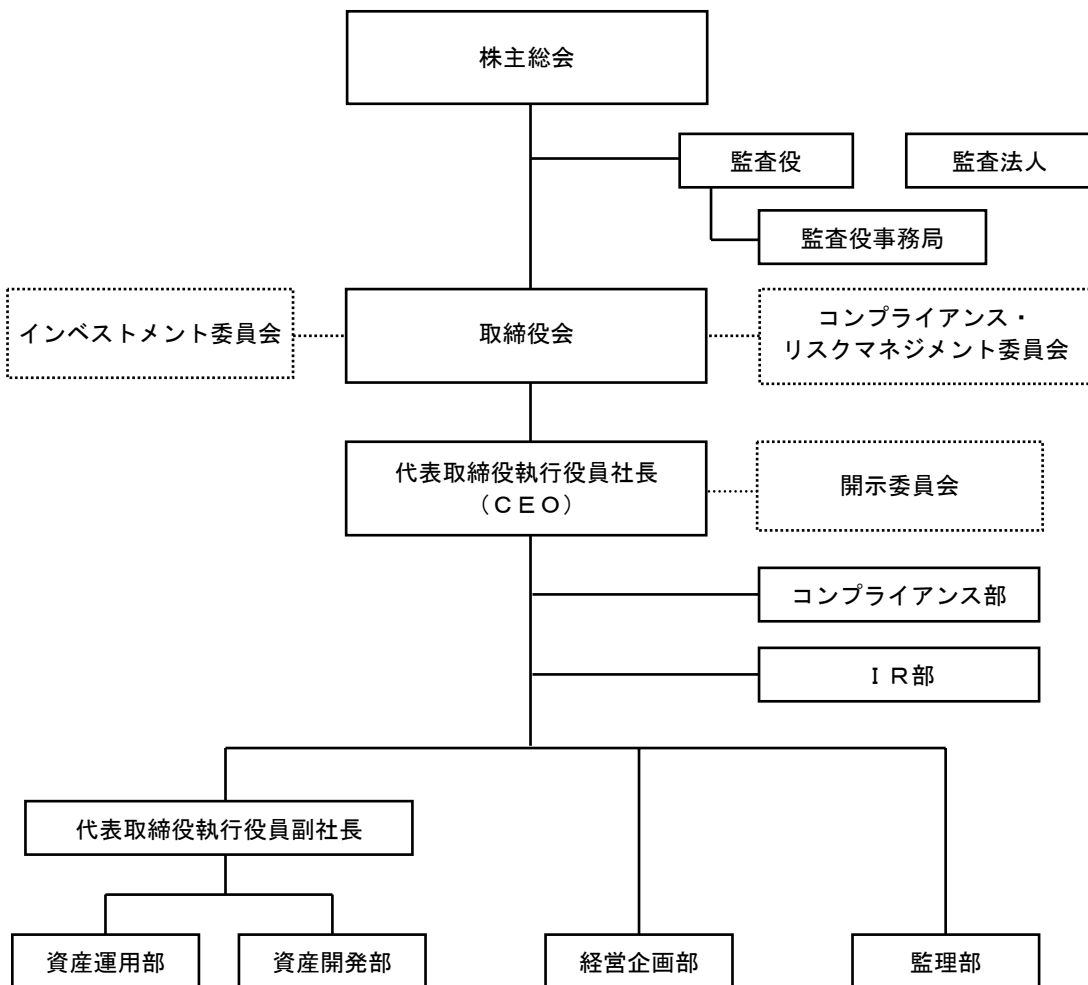 株主総会
監査役
監査法人
監査役事務局
インベストメント委員会
取締役会
コンプライアンス・
リスクマネジメント委員会
代表取締役執行役員社長
（ＣＥＯ）
開示委員会
コンプライアンス部
ＩＲ部
代表取締役執行役員副社長
資産運用部
資産開発部
経営企画部
監理部